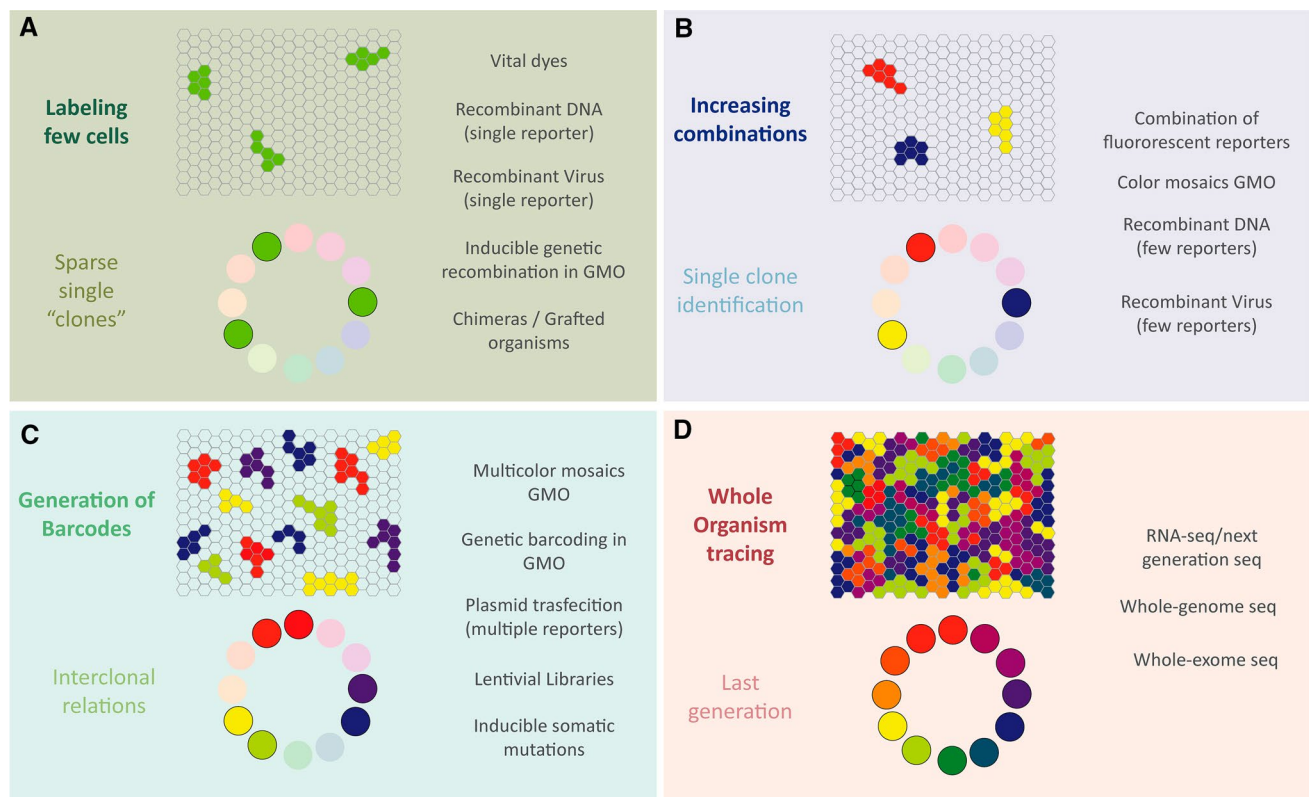 A
Labeling
few cells
Sparse
single
“clones”
Vital dyes
Recombinant DNA
(single reporter)
Recombinant Virus
(single reporter)
Inducible genetic
recombination in GMO
Chimeras / Grafted
organisms
B
Increasing
combinations
Single clone
identification
Combination of
fluororescent reporters
Color mosaics GMO
Recombinant DNA
(few reporters)
Recombinant Virus
(few reporters)
C
Generation of
Barcodes
Interclonal
relations
Multicolor mosaics
GMO
Genetic barcoding in
GMO
Plasmid trasfecition
(multiple reporters)
Lentivial Libraries
Inducible somatic
mutations
D
Whole
Organism
tracing
Last
generation
RNA-seq/next
generation seq
Whole-genome seq
Whole-exome seq